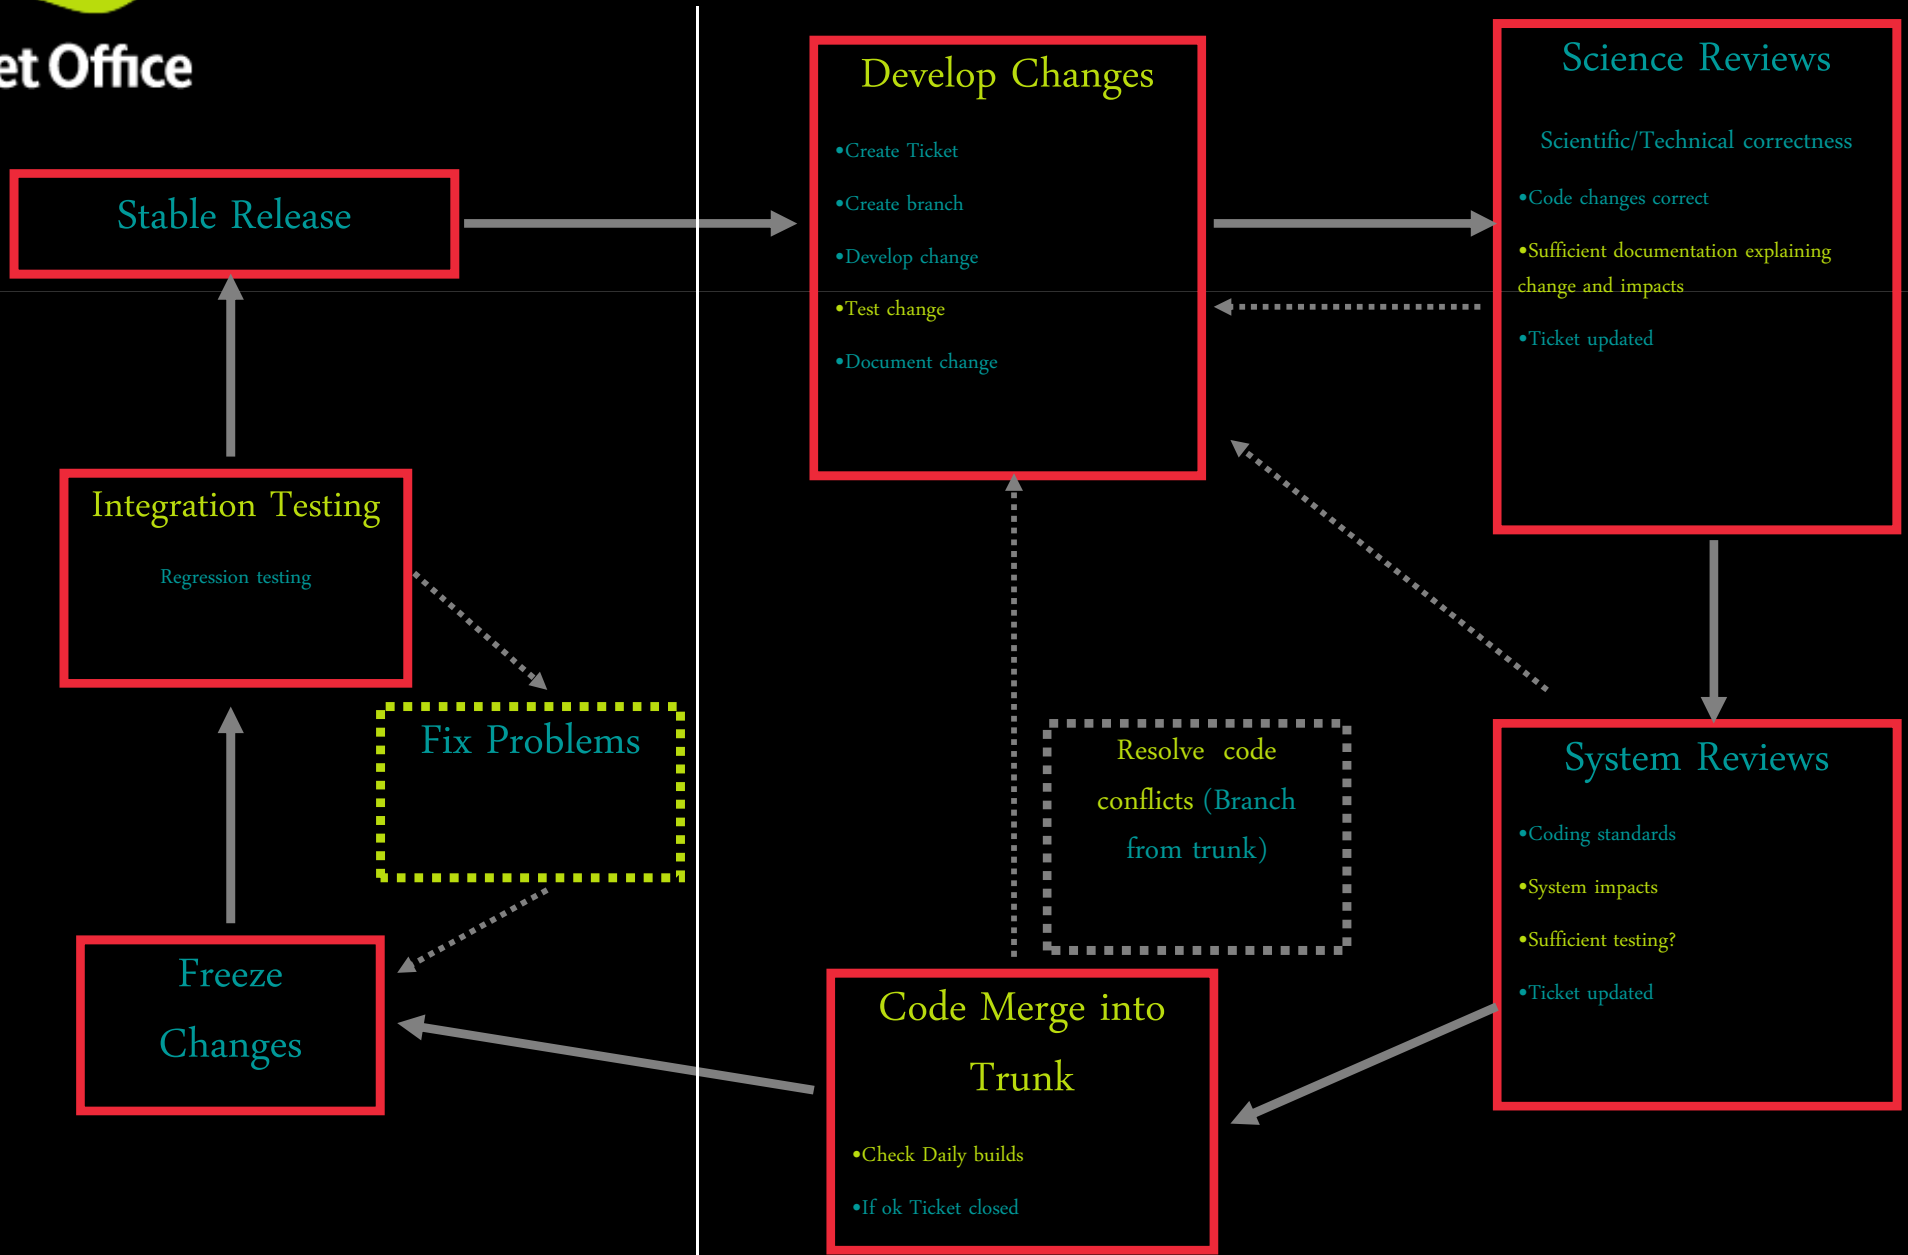 et Office
Stable Release
Integration Testing
Regression testing
Fix Problems
Freeze
Changes
Develop Changes
•Create Ticket
•Create branch
•Develop change
•Test change
•Document change
Science Reviews
Scientific/Technical correctness
•Code changes correct
•Sufficient documentation explaining
change and impacts
•Ticket updated
Resolve code
conflicts (Branch
from trunk)
System Reviews
•Coding standards
•System impacts
•Sufficient testing?
•Ticket updated
Code Merge into
Trunk
•Check Daily builds
•If ok Ticket closed